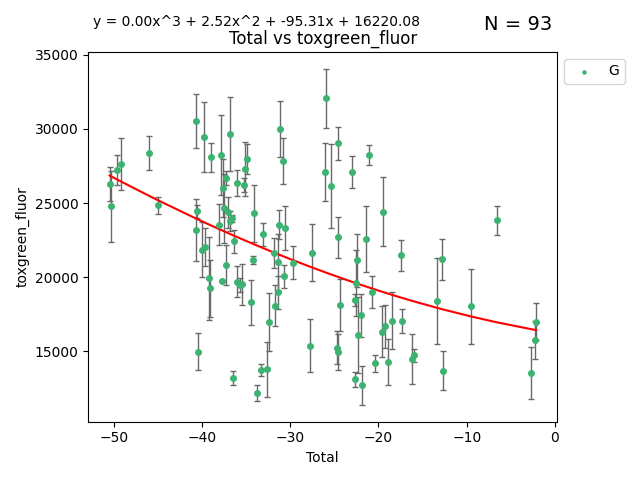 y = 0.00x^3 + 2.52x^2 + -95.31x + 16220.08
N = 93
Total vs toxgreen_fluor
G
35000
30000
25000
20000
15000
toxgreen_fluor
−50 −40 −30 −20 −10 0
Total